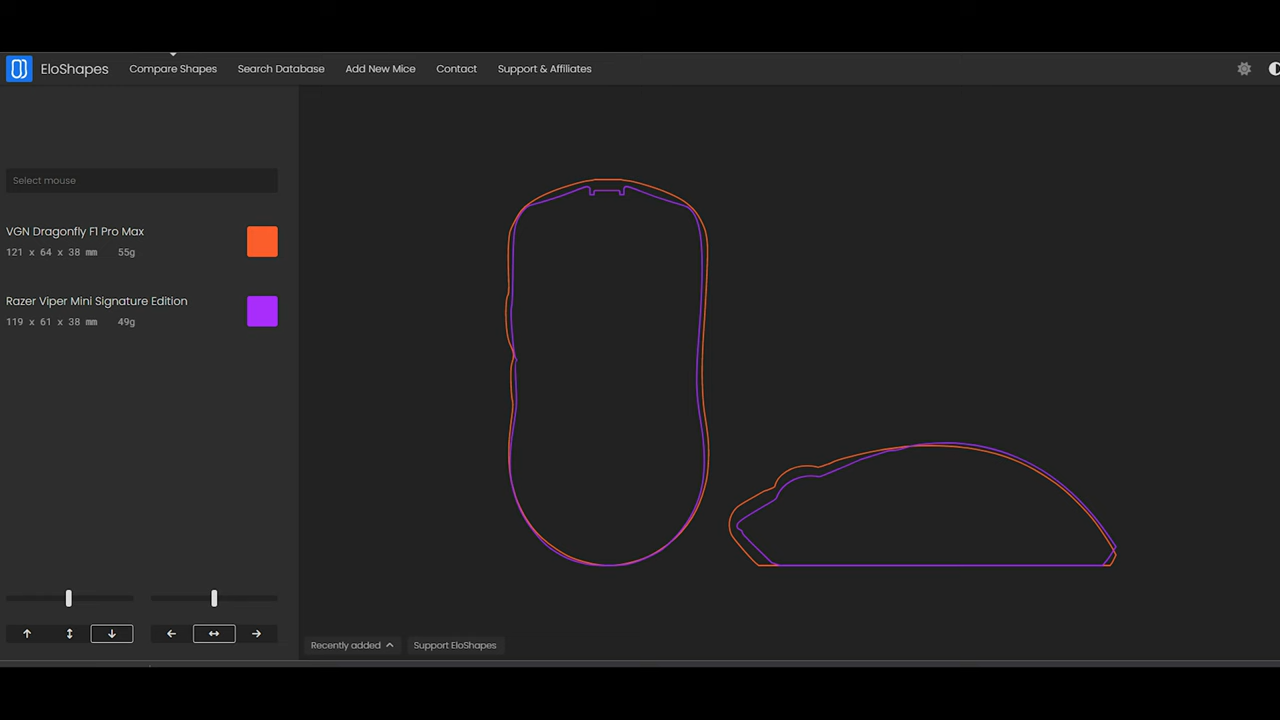 EloShapes Compare Shapes Search Database Add New Mice Contact Support & Affiliates
Select mouse
VGN Dragonfly F1 Pro Max
121 x 64 x 38 mm 55g
Razer Viper Mini Signature Edition
119 x 61 x 38 mm 49g
Recently added Support EloShapes